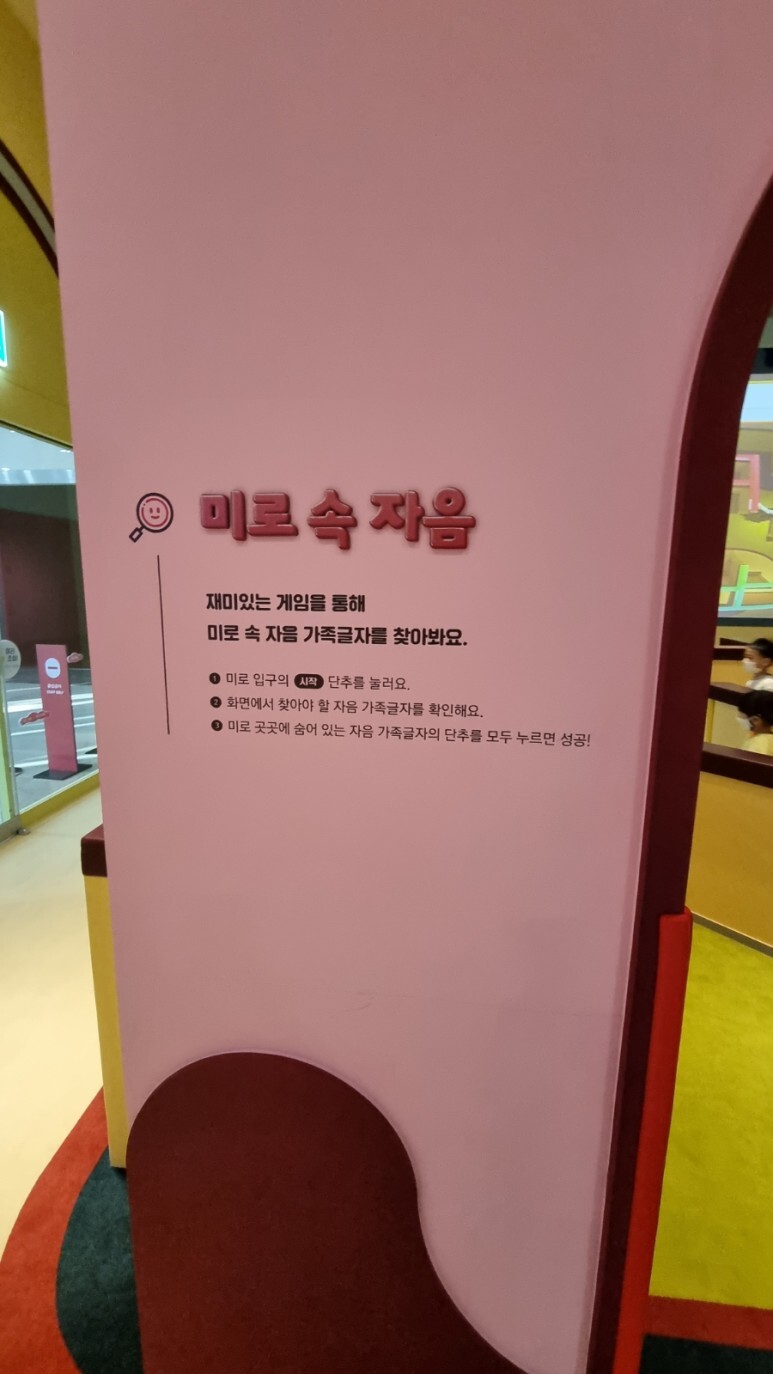 미로 속 자음
재미있는 게임을 통해
미로 속 자음 가족글자를 찾아봐요.
❶ 미로 입구의 시작 단추를 눌러요.
❷ 화면에서 찾아야 할 자음 가족글자를 확인해요.
❸ 미로 곳곳에 숨어 있는 자음 가족글자의 단추를 모두 누르면 성공!